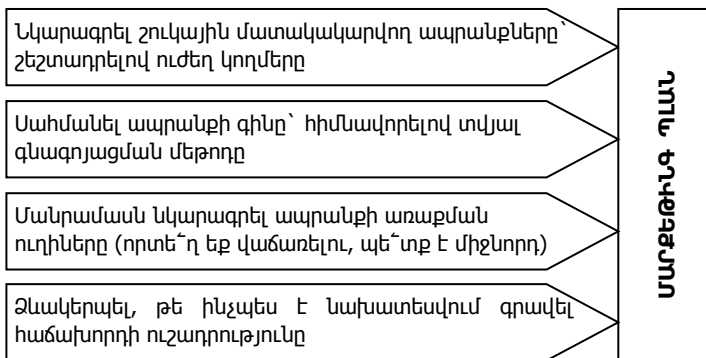 Նկարագրել շուկային մատակակարվող ապրանքները՝
շեշտադրելով ուժեղ կողմերը
Սահմանել ապրանքի գինը՝ հիմնավորելով տվյալ
գնագոյացման մեթոդը
Մանրամասն նկարագրել ապրանքի առաքման
ուղիները (որտե՞ղ եք վաճառելու, պե՞տք է միջնորդ)
Ձևակերպել, թե ինչպես է նախատեսվում գրավել
հաճախորդի ուշադրությունը
ՄԱՐՔԵԹԻՆԳ ՊԼԱՆ